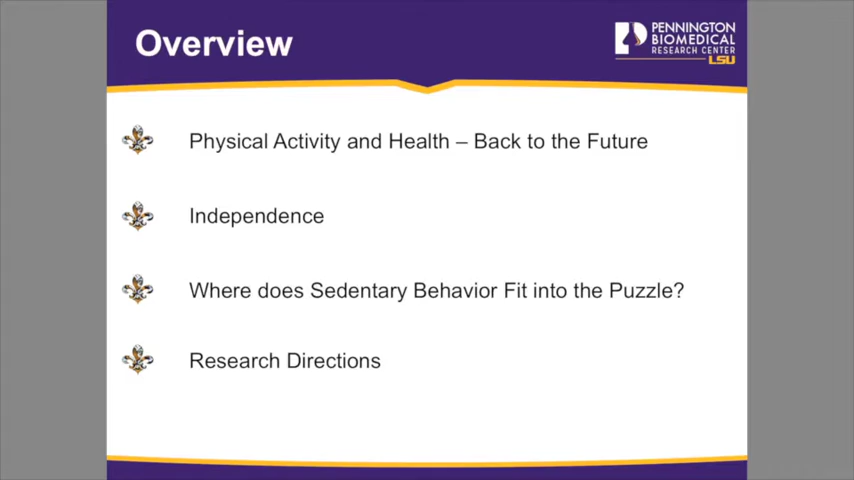 Overview
PENNINGTON
BIOMEDICAL
RESEARCH CENTER
LSU
Physical Activity and Health – Back to the Future
Independence
Where does Sedentary Behavior Fit into the Puzzle?
Research Directions